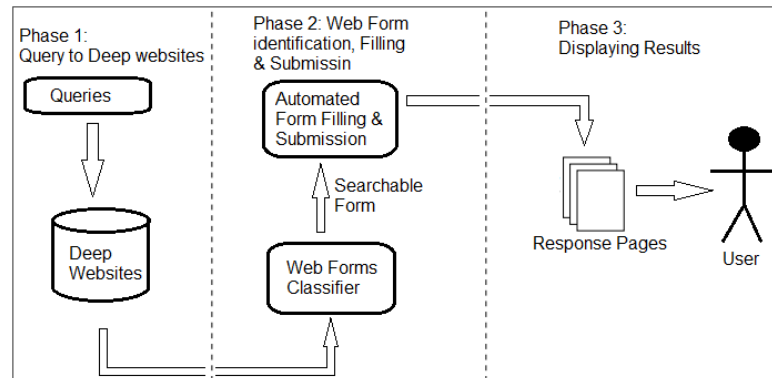 Phase 1:
Query to Deep websites
Queries
Deep
Websites
Phase 2: Web Form
identification, Filling
& Submissin
Automated
Form Filling &
Submission
Searchable
Form
Web Forms
Classifier
Phase 3:
Displaying Results
Response Pages
User